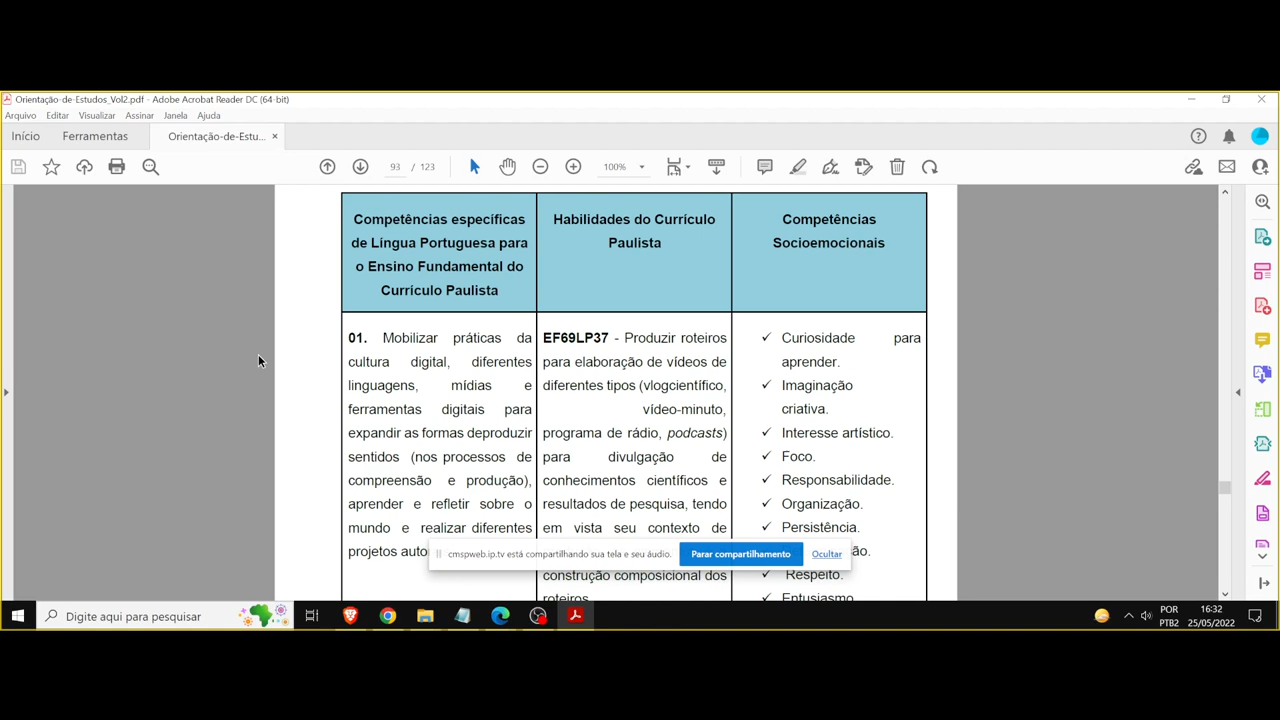 Orientação-de-Estudos_Vol2.pdf - Adobe Acrobat Reader DC (64-bit)
Arquivo Editar Visualizar Assinar Janela Ajuda
Início Ferramentas Orientação-de-Estu... ×
93 / 123 100%
Competências específicas
de Língua Portuguesa para
o Ensino Fundamental do
Currículo Paulista
Habilidades do Currículo
Paulista
Competências
Socioemocionais
01. Mobilizar práticas da
cultura digital, diferentes
linguagens, mídias e
ferramentas digitais para
expandir as formas deproduzir
sentidos (nos processos de
compreensão e produção),
aprender e refletir sobre o
mundo e realizar diferentes
projetos auto
EF69LP37 - Produzir roteiros
para elaboração de vídeos de
diferentes tipos (vlogcientífico,
vídeo-minuto,
programa de rádio, podcasts)
para divulgação de
conhecimentos científicos e
resultados de pesquisa, tendo
em vista seu contexto de
construção composicional dos
roteiros
✓ Curiosidade para
aprender.
✓ Imaginação
criativa.
✓ Interesse artístico.
✓ Foco.
✓ Responsabilidade.
✓ Organização.
✓ Persistência.
ão.
Respeito.
Entusiasmo
cmspweb.ip.tv está compartilhando sua tela e seu áudio. Parar compartilhamento Ocultar
Digite aqui para pesquisar
POR
PTB2
16:32
25/05/2022